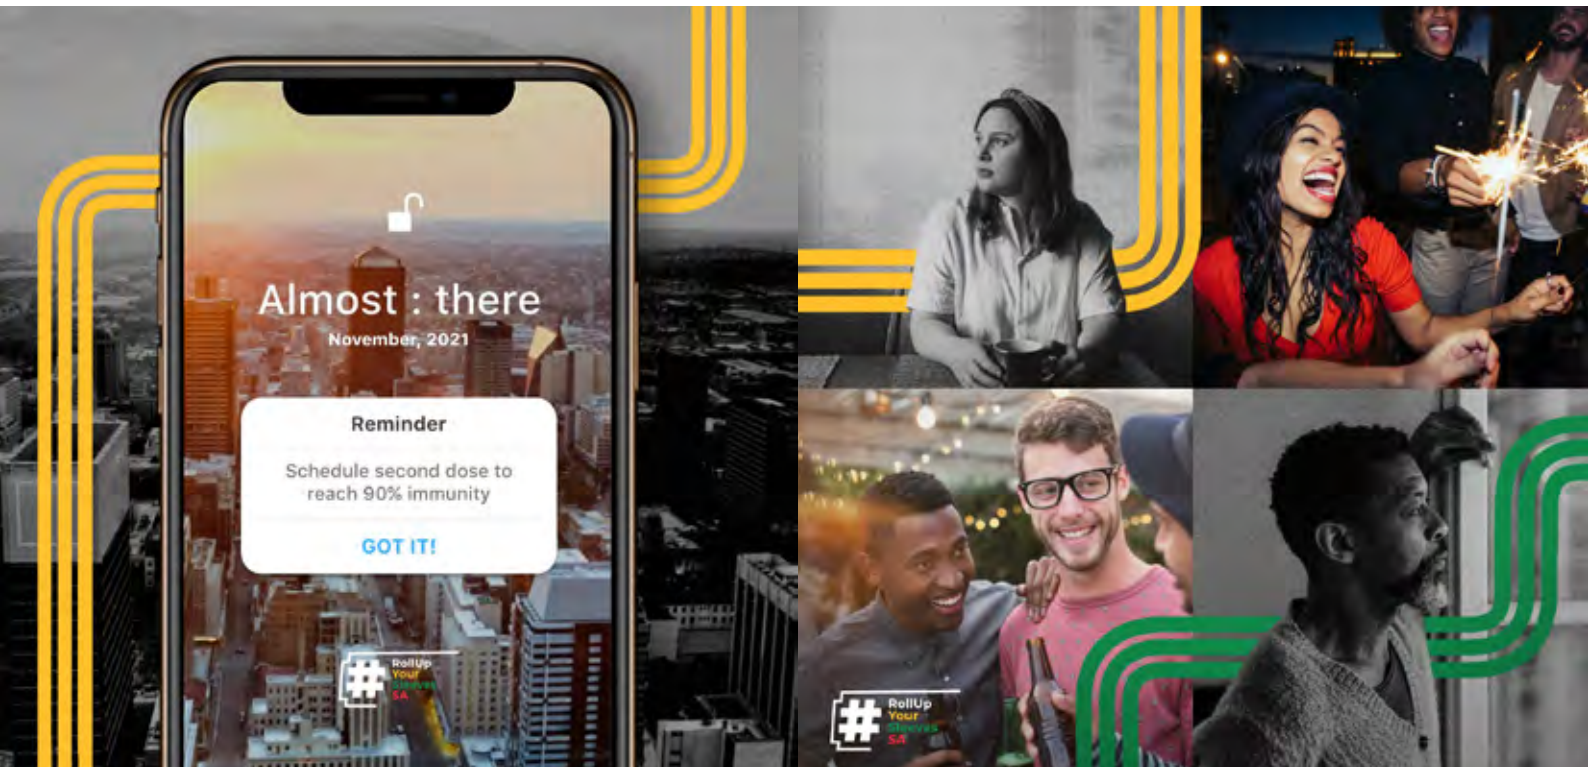 Almost : there
November, 2021
Reminder
Schedule second dose to
reach 90% immunity
GOT IT!
#
RollUp
Your
Sleeves
SA
#
RollUp
Your
Sleeves
SA